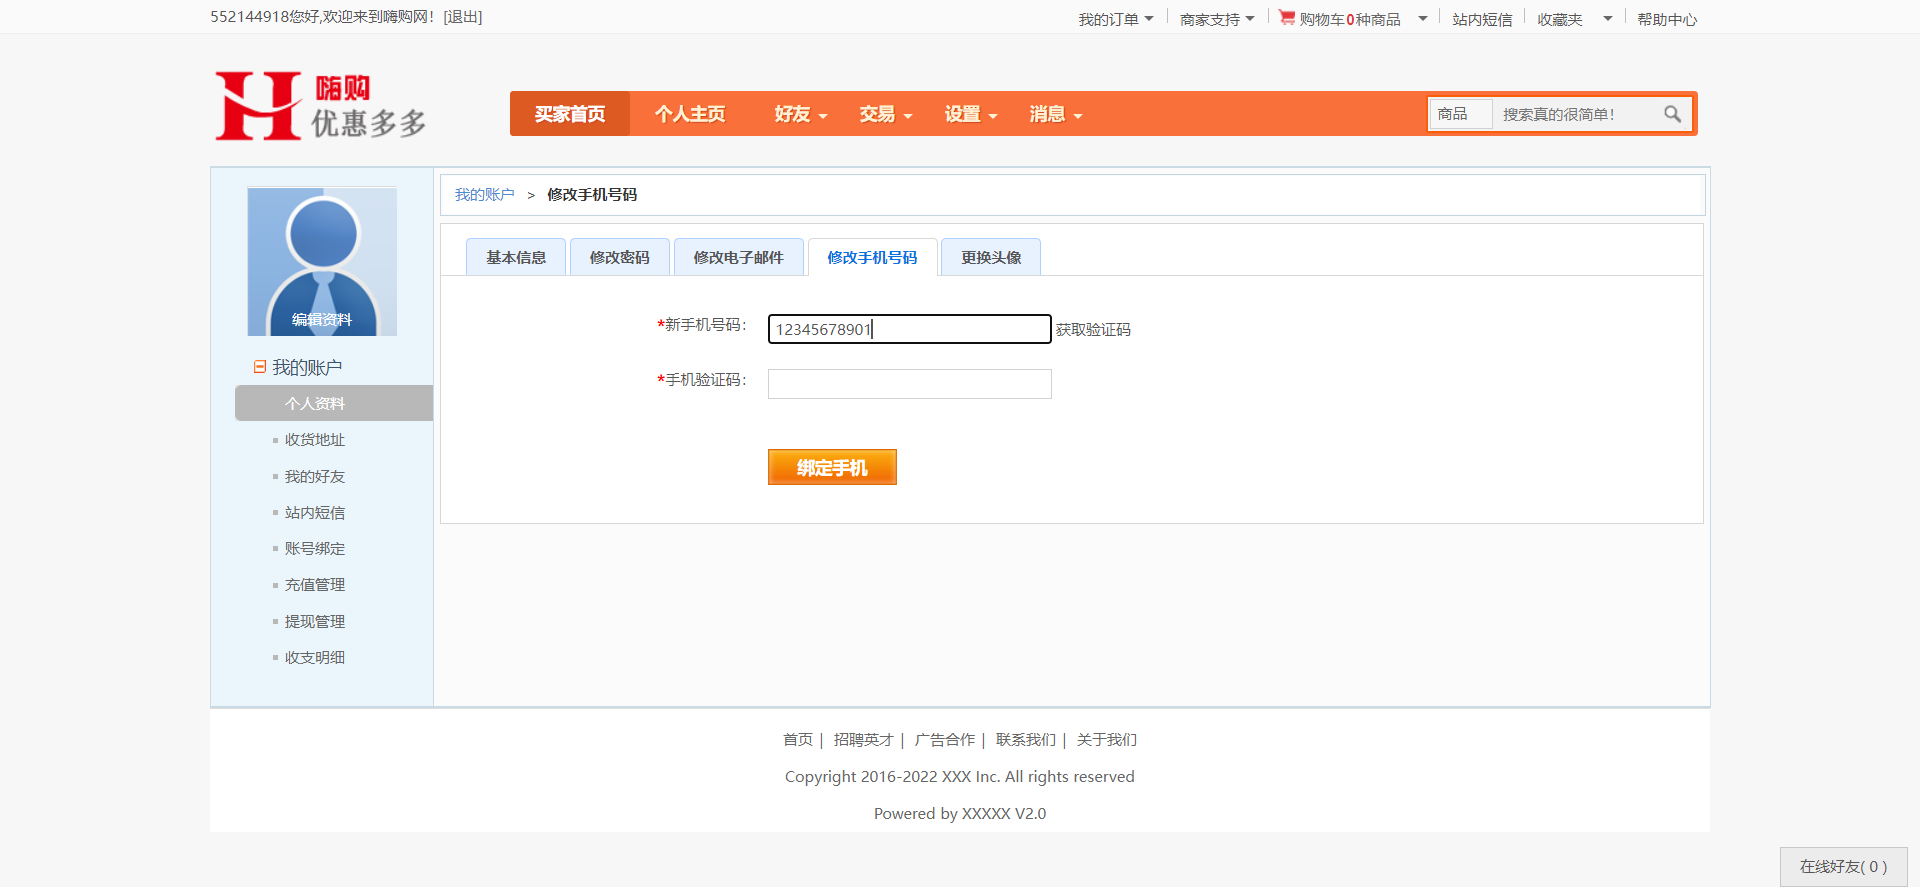 552144918您好,欢迎来到嗨购网！[退出]
我的订单
商家支持
购物车0种商品
站内短信
收藏夹
帮助中心
嗨购
优惠多多
买家首页
个人主页
好友
交易
设置
消息
商品
搜索真的很简单！
编辑资料
我的账户
个人资料
收货地址
我的好友
站内短信
账号绑定
充值管理
提现管理
收支明细
我的账户 > 修改手机号码
基本信息
修改密码
修改电子邮件
修改手机号码
更换头像
*新手机号码：
12345678901
获取验证码
*手机验证码：
绑定手机
首页 | 招聘英才 | 广告合作 | 联系我们 | 关于我们
Copyright 2016-2022 XXX Inc. All rights reserved
Powered by XXXXX V2.0
在线好友( 0 )